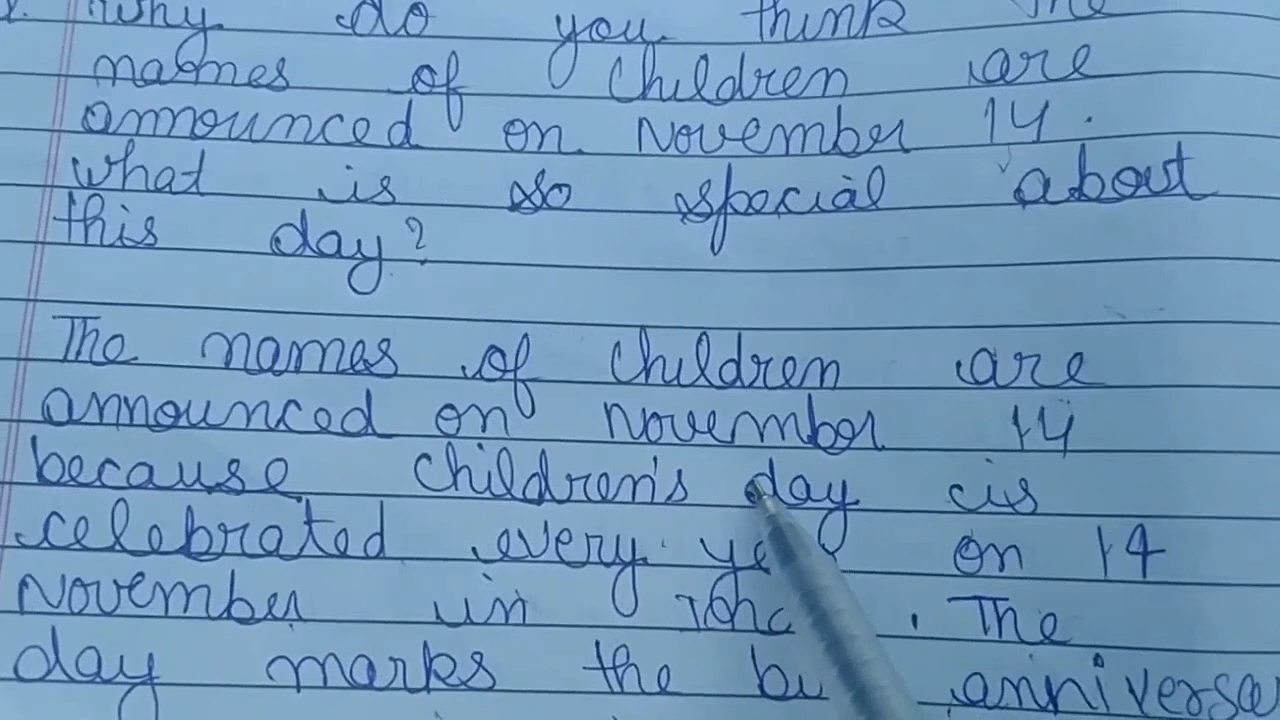 Why do you think the
names of children are
announced on November 14.
what is so special about
this day?
The names of children are
announced on November 14
because children's day is
celebrated every on 14
November in . The
day marks the